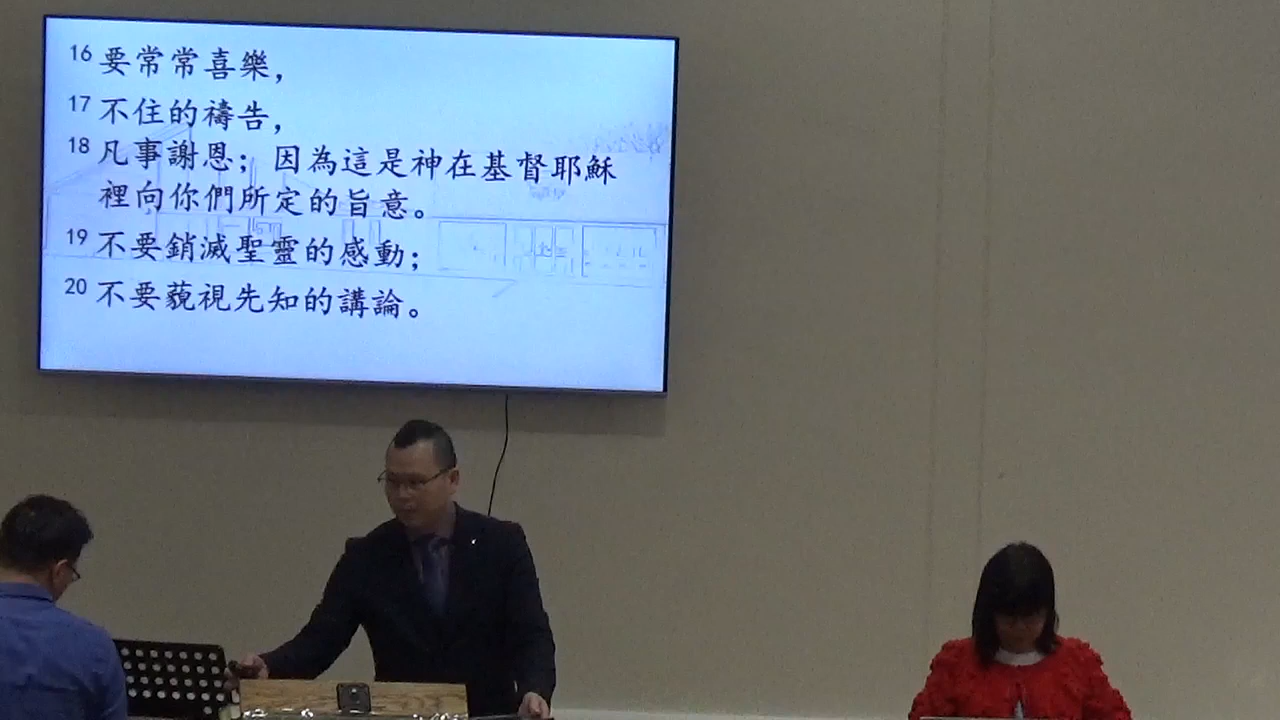 16 要常常喜樂，
17 不住的禱告，
18 凡事謝恩；因為這是神在基督耶穌
裡向你們所定的旨意。
19 不要銷滅聖靈的感動；
20 不要藐視先知的講論。